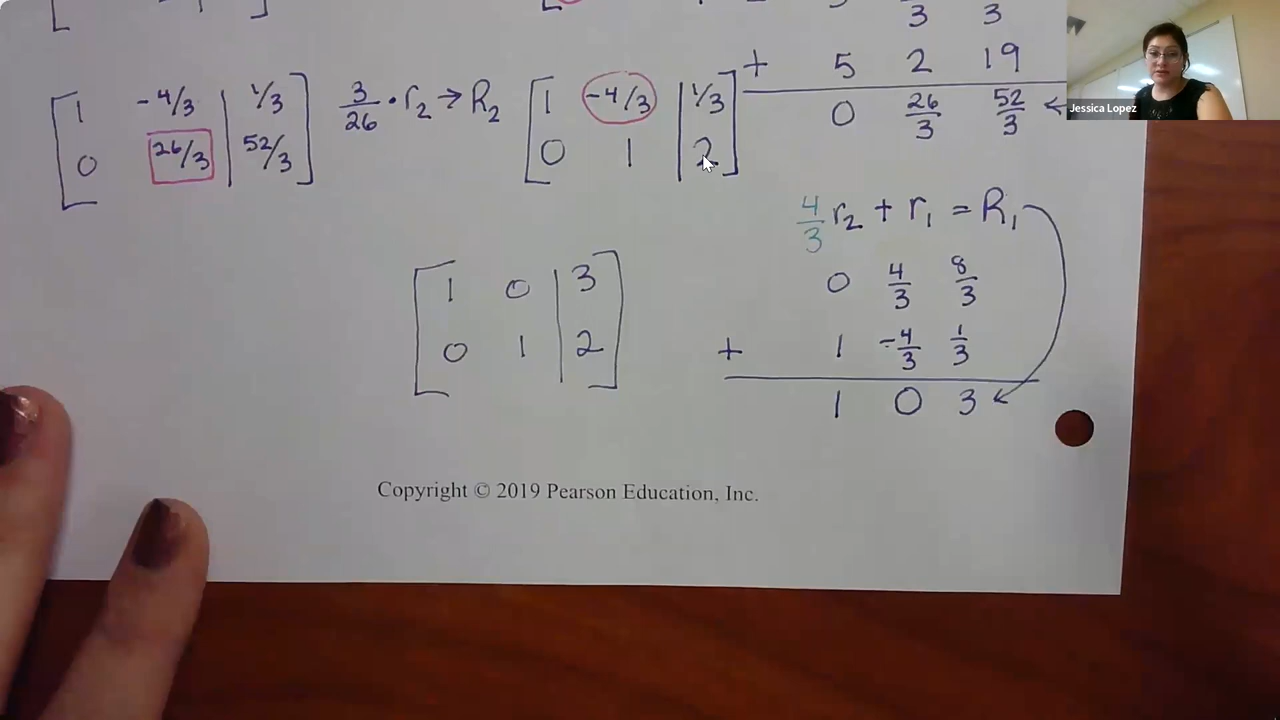 3 3
+ 5 2 19
0 26/3 52/3 ←
Jessica Lopez
[ 1 -4/3 | 1/3 ]
[ 0 26/3 | 52/3 ]
3/26 · r₂ → R₂
[ 1 -4/3 | 1/3 ]
[ 0 1 | 2 ]
4/3 r₂ + r₁ = R₁
0 4/3 8/3
+ 1 -4/3 1/3
1 0 3
[ 1 0 | 3 ]
[ 0 1 | 2 ]
Copyright © 2019 Pearson Education, Inc.